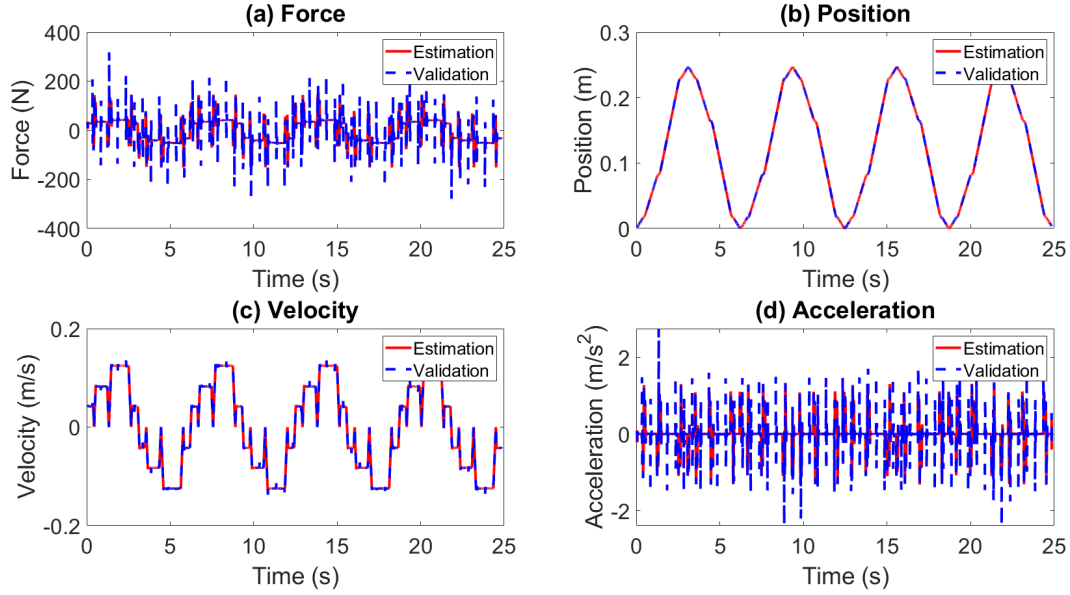 (a) Force
400
200
0
-200
-400
Force (N)
Estimation
Validation
0 5 10 15 20 25
Time (s)
(b) Position
0.3
0.2
0.1
0
Position (m)
Estimation
Validation
0 5 10 15 20 25
Time (s)
(c) Velocity
0.2
0
-0.2
Velocity (m/s)
Estimation
Validation
0 5 10 15 20 25
Time (s)
(d) Acceleration
2
0
-2
Acceleration (m/s²)
Estimation
Validation
0 5 10 15 20 25
Time (s)